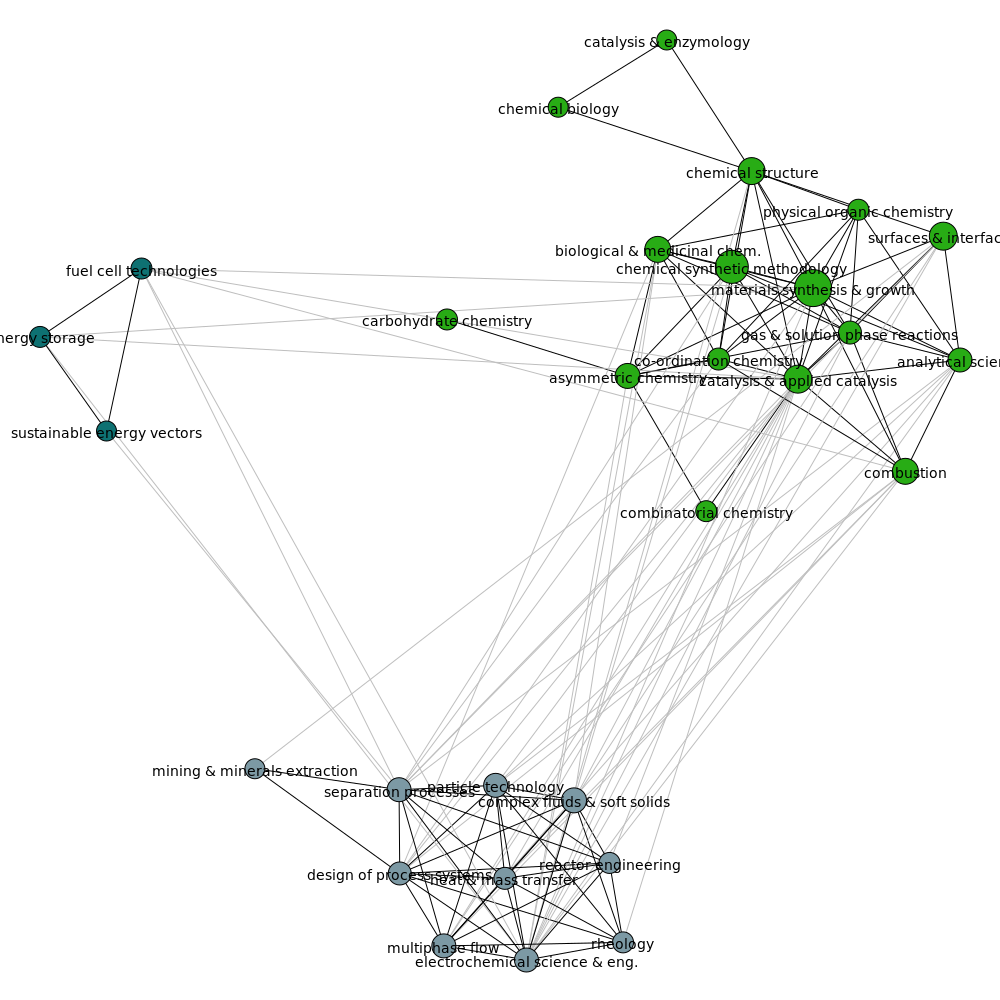 catalysis & enzymology
chemical biology
chemical structure
physical organic chemistry
surfaces & interfac
biological & medicinal chem.
chemical synthetic methodology
fuel cell technologies
materials synthesis & growth
carbohydrate chemistry
nergy storage
gas & solution phase reactions
co-ordination chemistry
analytical scien
asymmetric chemistry
catalysis & applied catalysis
sustainable energy vectors
combustion
combinatorial chemistry
mining & minerals extraction
particle technology
separation processes
complex fluids & soft solids
reactor engineering
design of process systems
heat & mass transfer
rheology
multiphase flow
electrochemical science & eng.